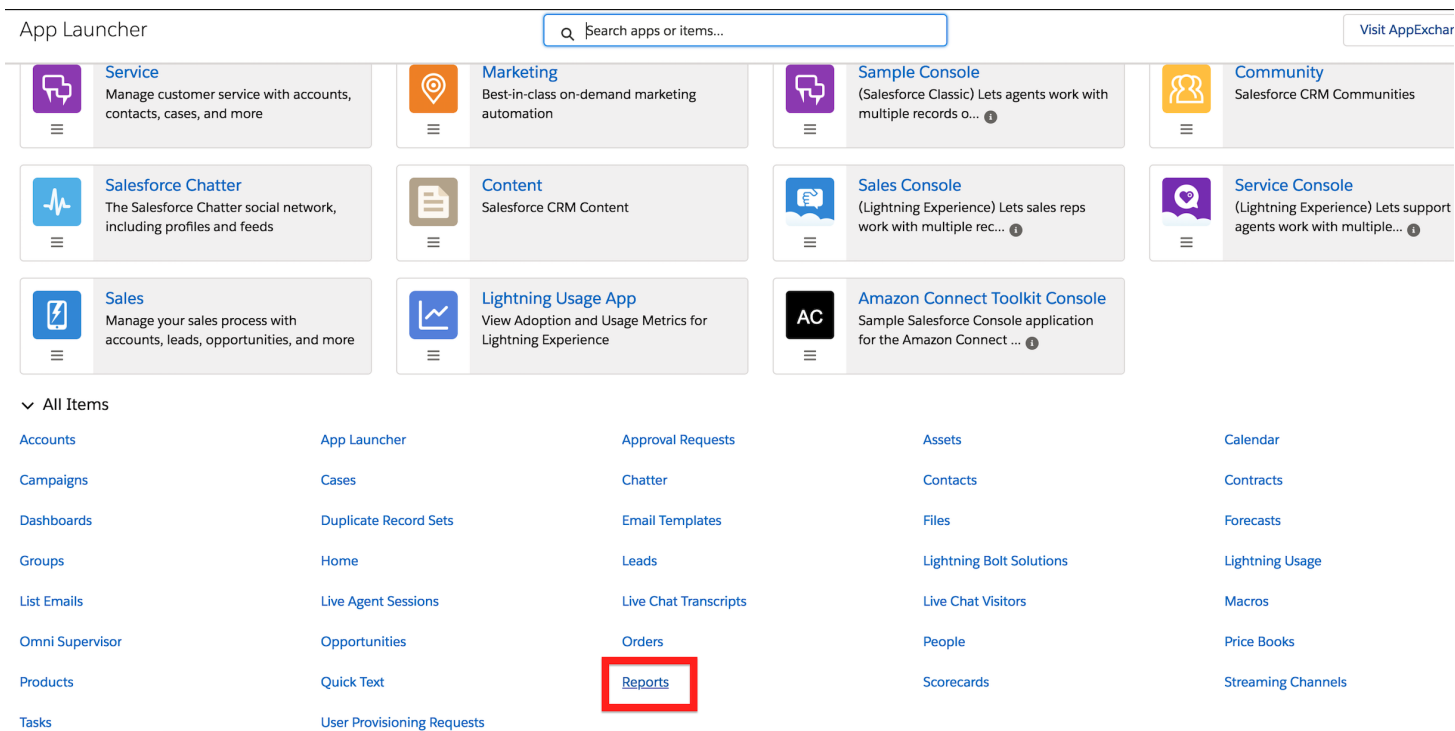 App Launcher
Search apps or items...
Visit AppExchan
Service
Manage customer service with accounts,
contacts, cases, and more
Marketing
Best-in-class on-demand marketing
automation
Sample Console
(Salesforce Classic) Lets agents work with
multiple records o...
Community
Salesforce CRM Communities
Salesforce Chatter
The Salesforce Chatter social network,
including profiles and feeds
Content
Salesforce CRM Content
Sales Console
(Lightning Experience) Lets sales reps
work with multiple rec...
Service Console
(Lightning Experience) Lets support
agents work with multiple...
Sales
Manage your sales process with
accounts, leads, opportunities, and more
Lightning Usage App
View Adoption and Usage Metrics for
Lightning Experience
AC
Amazon Connect Toolkit Console
Sample Salesforce Console application
for the Amazon Connect ...
All Items
Accounts App Launcher Approval Requests Assets Calendar
Campaigns Cases Chatter Contacts Contracts
Dashboards Duplicate Record Sets Email Templates Files Forecasts
Groups Home Leads Lightning Bolt Solutions Lightning Usage
List Emails Live Agent Sessions Live Chat Transcripts Live Chat Visitors Macros
Omni Supervisor Opportunities Orders People Price Books
Products Quick Text Reports Scorecards Streaming Channels
Tasks User Provisioning Requests